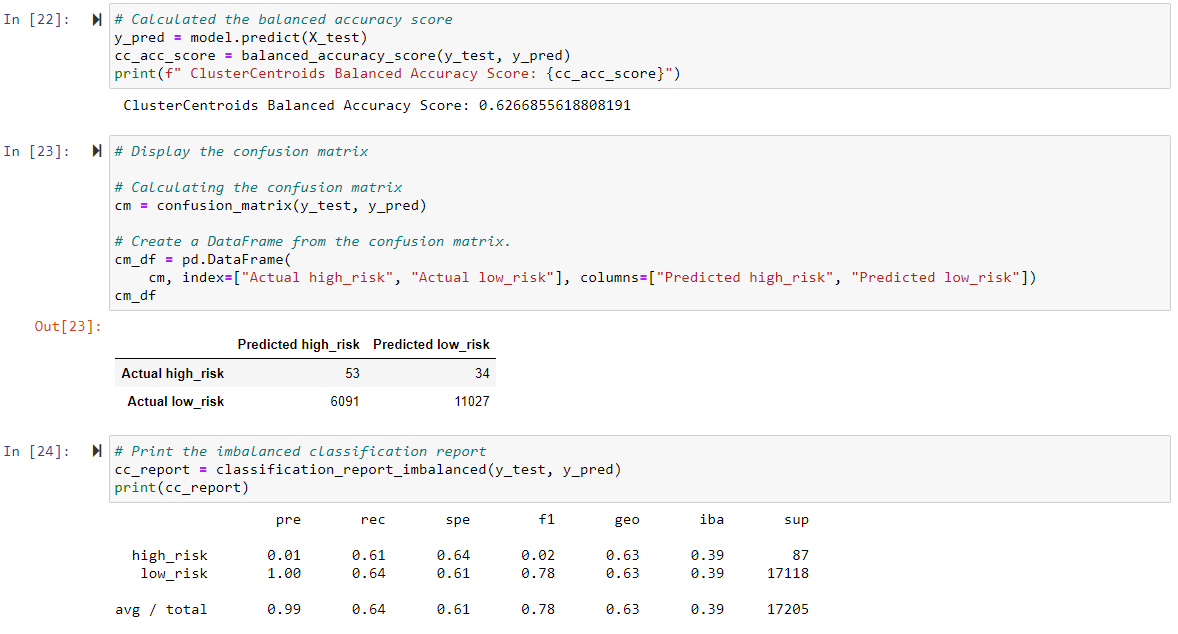 In [22]: # Calculated the balanced accuracy score
y_pred = model.predict(X_test)
cc_acc_score = balanced_accuracy_score(y_test, y_pred)
print(f" ClusterCentroids Balanced Accuracy Score: {cc_acc_score}")
ClusterCentroids Balanced Accuracy Score: 0.6266855618808191
In [23]: # Display the confusion matrix
# Calculating the confusion matrix
cm = confusion_matrix(y_test, y_pred)
# Create a DataFrame from the confusion matrix.
cm_df = pd.DataFrame(
cm, index=["Actual high_risk", "Actual low_risk"], columns=["Predicted high_risk", "Predicted low_risk"])
cm_df
Out[23]:
Predicted high_risk Predicted low_risk
Actual high_risk 53 34
Actual low_risk 6091 11027
In [24]: # Print the imbalanced classification report
cc_report = classification_report_imbalanced(y_test, y_pred)
print(cc_report)
pre rec spe f1 geo iba sup
high_risk 0.01 0.61 0.64 0.02 0.63 0.39 87
low_risk 1.00 0.64 0.61 0.78 0.63 0.39 17118
avg / total 0.99 0.64 0.61 0.78 0.63 0.39 17205